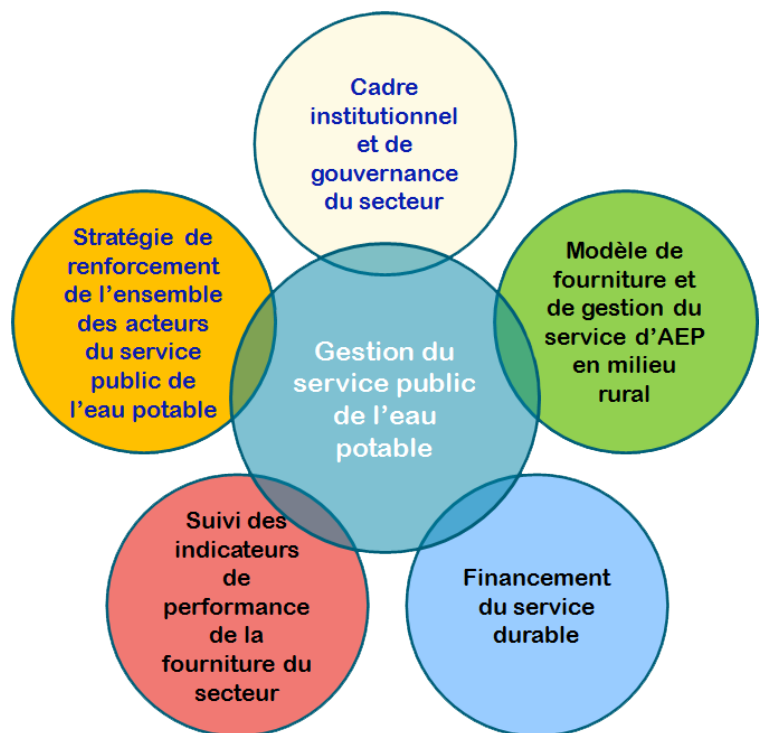 Cadre
institutionnel
et de
gouvernance
du secteur
Stratégie de
renforcement
de l’ensemble
des acteurs
du service
public de
l’eau potable
Modèle de
fourniture et
de gestion du
service d’AEP
en milieu
rural
Gestion du
service public
de l’eau
potable
Suivi des
indicateurs
de
performance
de la
fourniture du
secteur
Financement
du service
durable